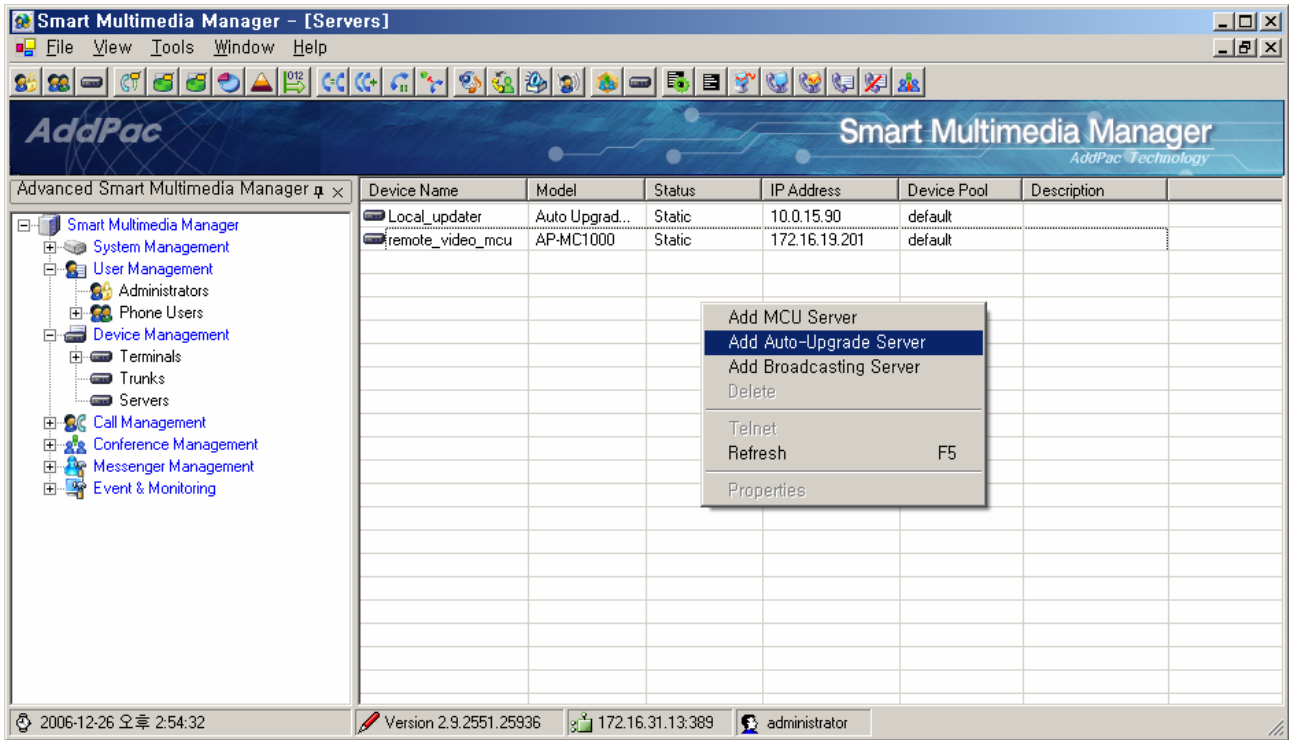 Smart Multimedia Manager - [Servers]
File View Tools Window Help
012
AddPac
Smart Multimedia Manager
AddPac Technology
Advanced Smart Multimedia Manager
Device Name Model Status IP Address Device Pool Description
Local_updater Auto Upgrad... Static 10.0.15.90 default
remote_video_mcu AP-MC1000 Static 172.16.19.201 default
Smart Multimedia Manager
System Management
User Management
Administrators
Phone Users
Device Management
Terminals
Trunks
Servers
Call Management
Conference Management
Messenger Management
Event & Monitoring
Add MCU Server
Add Auto-Upgrade Server
Add Broadcasting Server
Delete
Telnet
Refresh F5
Properties
2006-12-26 오후 2:54:32 Version 2.9.2551.25936 172.16.31.13:389 administrator